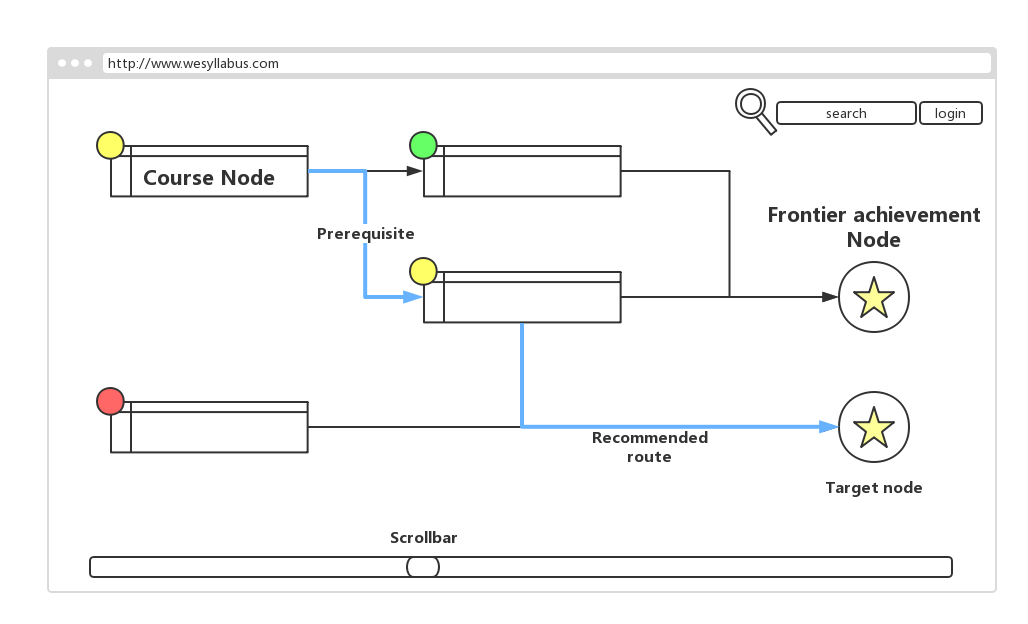 http://www.wesyllabus.com
search
login
Course Node
Frontier achievement
Node
Prerequisite
Recommended
route
Target node
Scrollbar